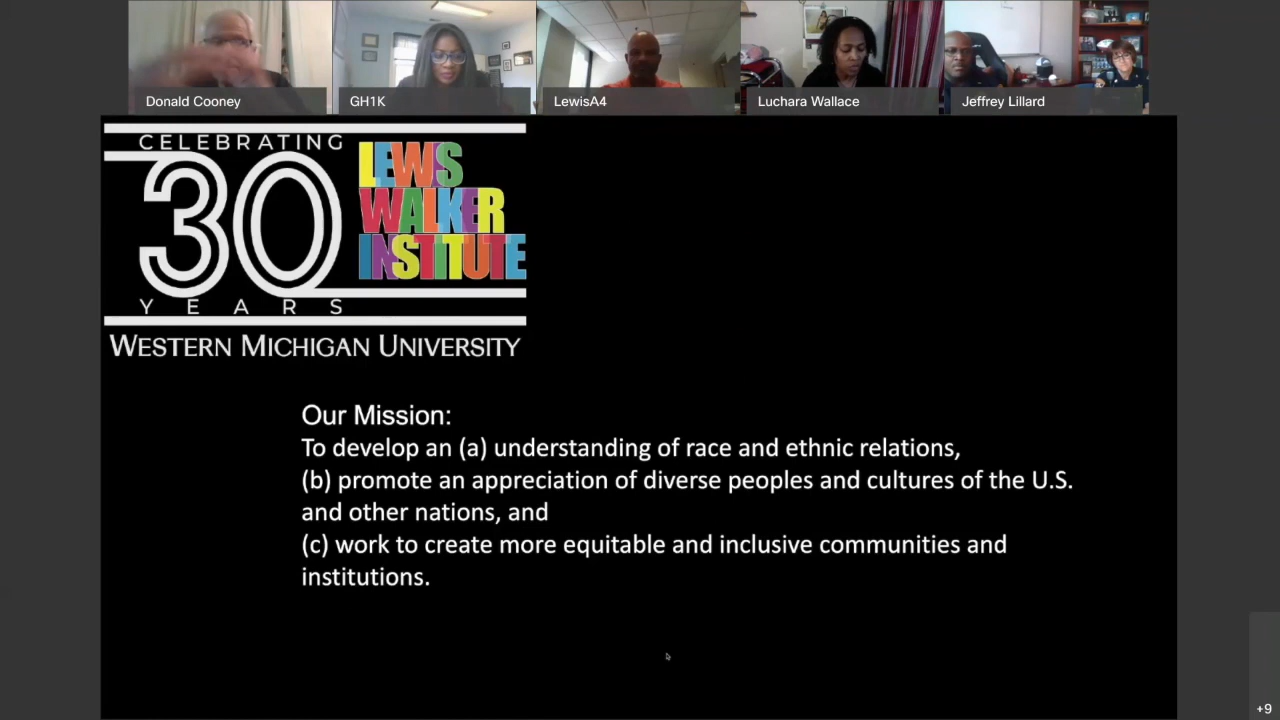 Donald Cooney
GH1K
LewisA4
Luchara Wallace
Jeffrey Lillard
CELEBRATING
30
YEARS
LEWIS
WALKER
INSTITUTE
WESTERN MICHIGAN UNIVERSITY
Our Mission:
To develop an (a) understanding of race and ethnic relations,
(b) promote an appreciation of diverse peoples and cultures of the U.S.
and other nations, and
(c) work to create more equitable and inclusive communities and
institutions.
+9